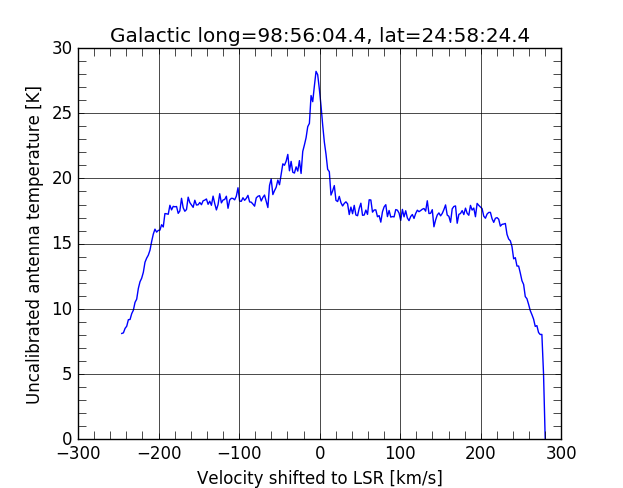 Galactic long=98:56:04.4, lat=24:58:24.4
Uncalibrated antenna temperature [K]
30
25
20
15
10
5
0
−300 −200 −100 0 100 200 300
Velocity shifted to LSR [km/s]